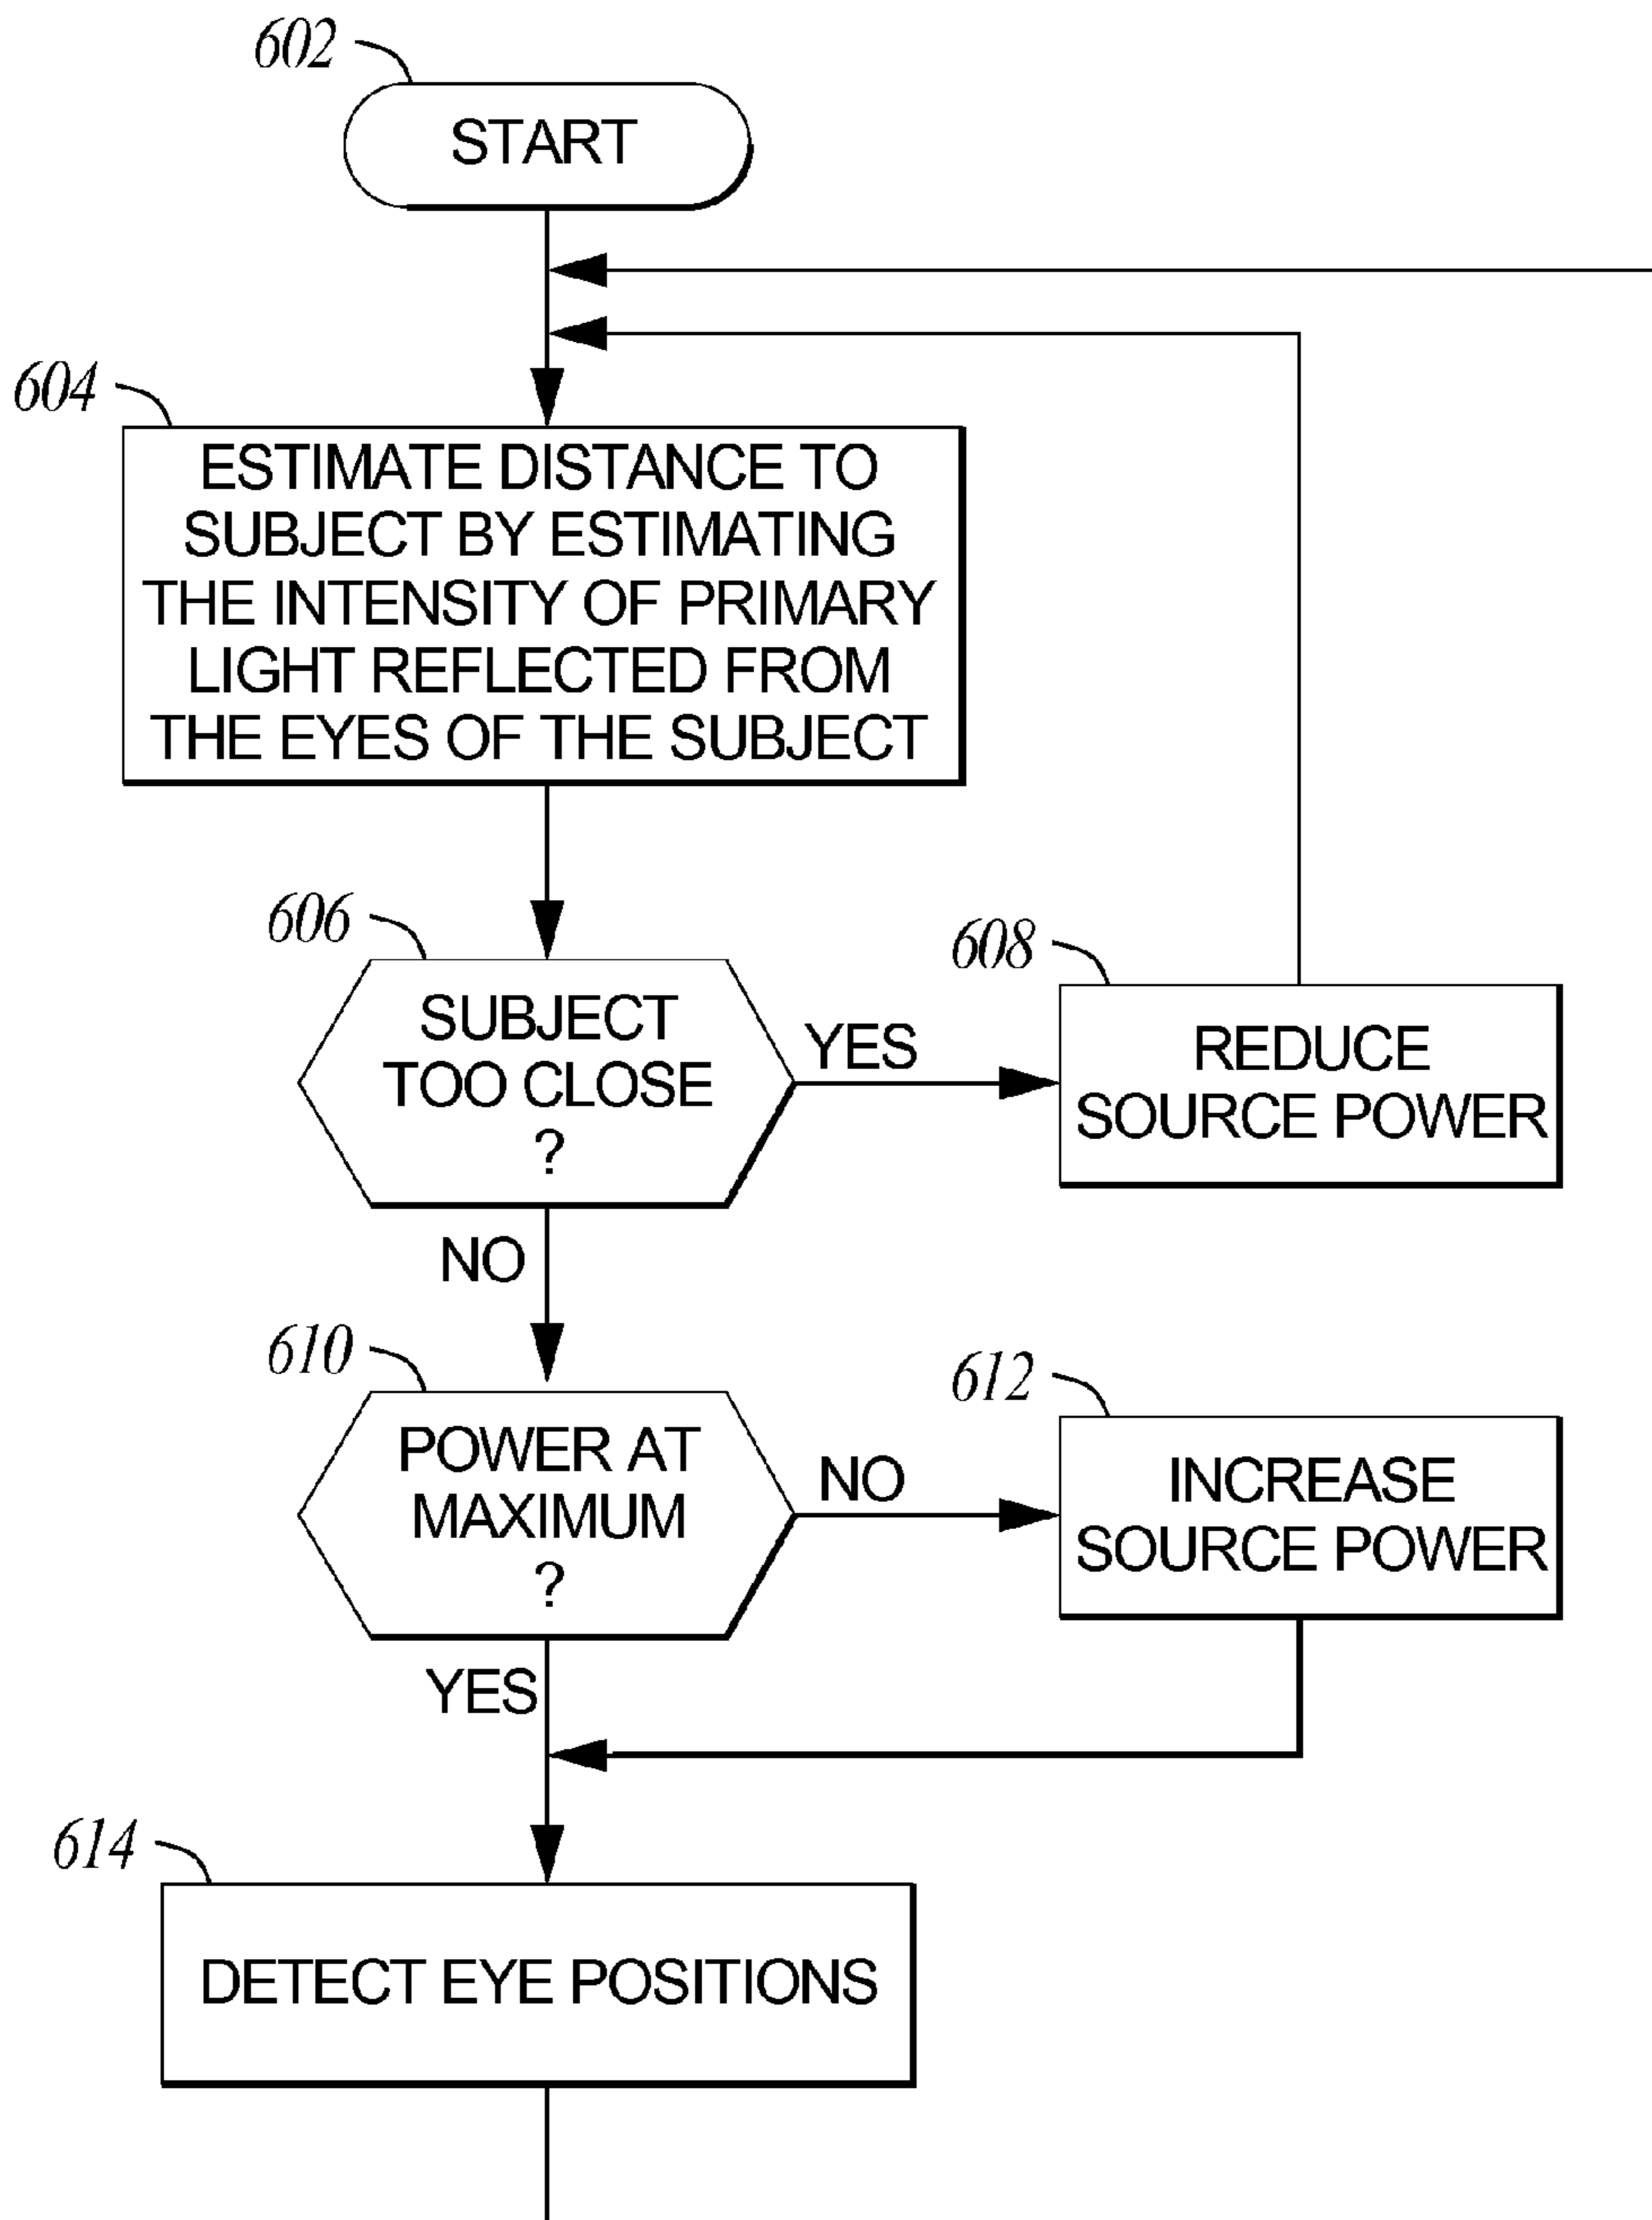 602
START
604
ESTIMATE DISTANCE TO
SUBJECT BY ESTIMATING
THE INTENSITY OF PRIMARY
LIGHT REFLECTED FROM
THE EYES OF THE SUBJECT
606
SUBJECT
TOO CLOSE
?
YES
608
REDUCE
SOURCE POWER
NO
610
POWER AT
MAXIMUM
?
NO
612
INCREASE
SOURCE POWER
YES
614
DETECT EYE POSITIONS